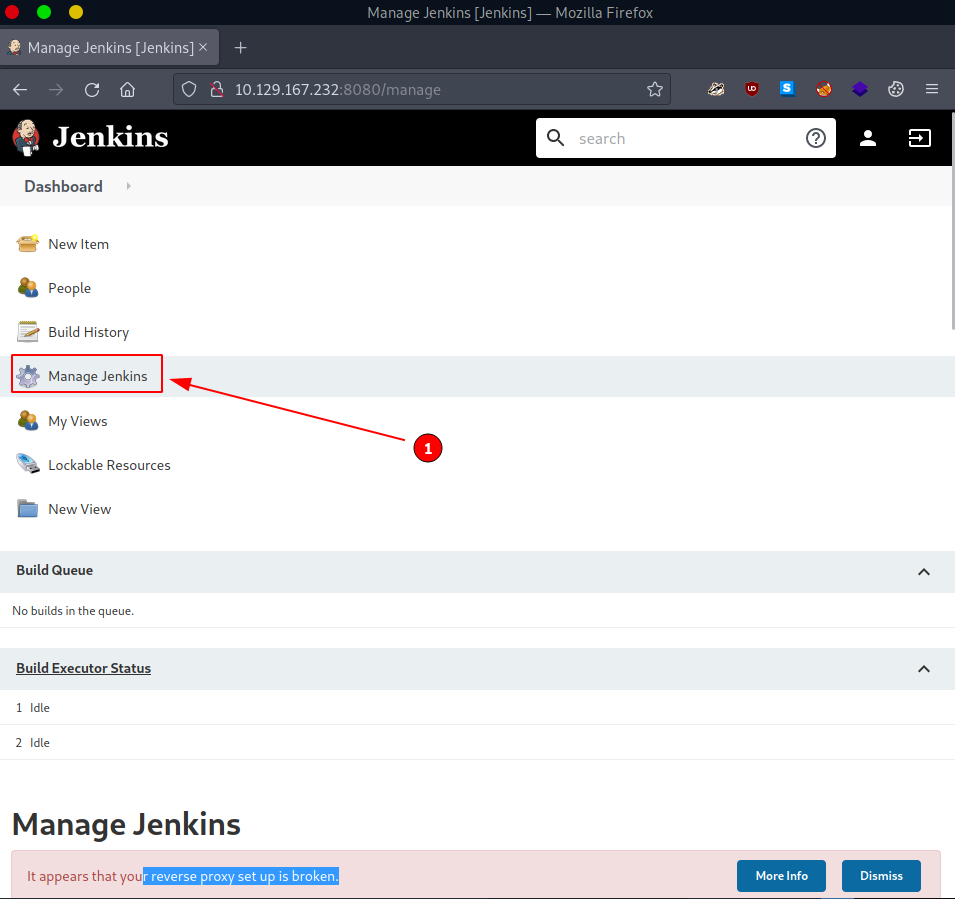 Manage Jenkins [Jenkins] — Mozilla Firefox
Manage Jenkins [Jenkins] × +
10.129.167.232:8080/manage
UD S
Jenkins
search
Dashboard
New Item
People
Build History
Manage Jenkins
1
My Views
Lockable Resources
New View
Build Queue
No builds in the queue.
Build Executor Status
1 Idle
2 Idle
Manage Jenkins
It appears that your reverse proxy set up is broken. More Info Dismiss